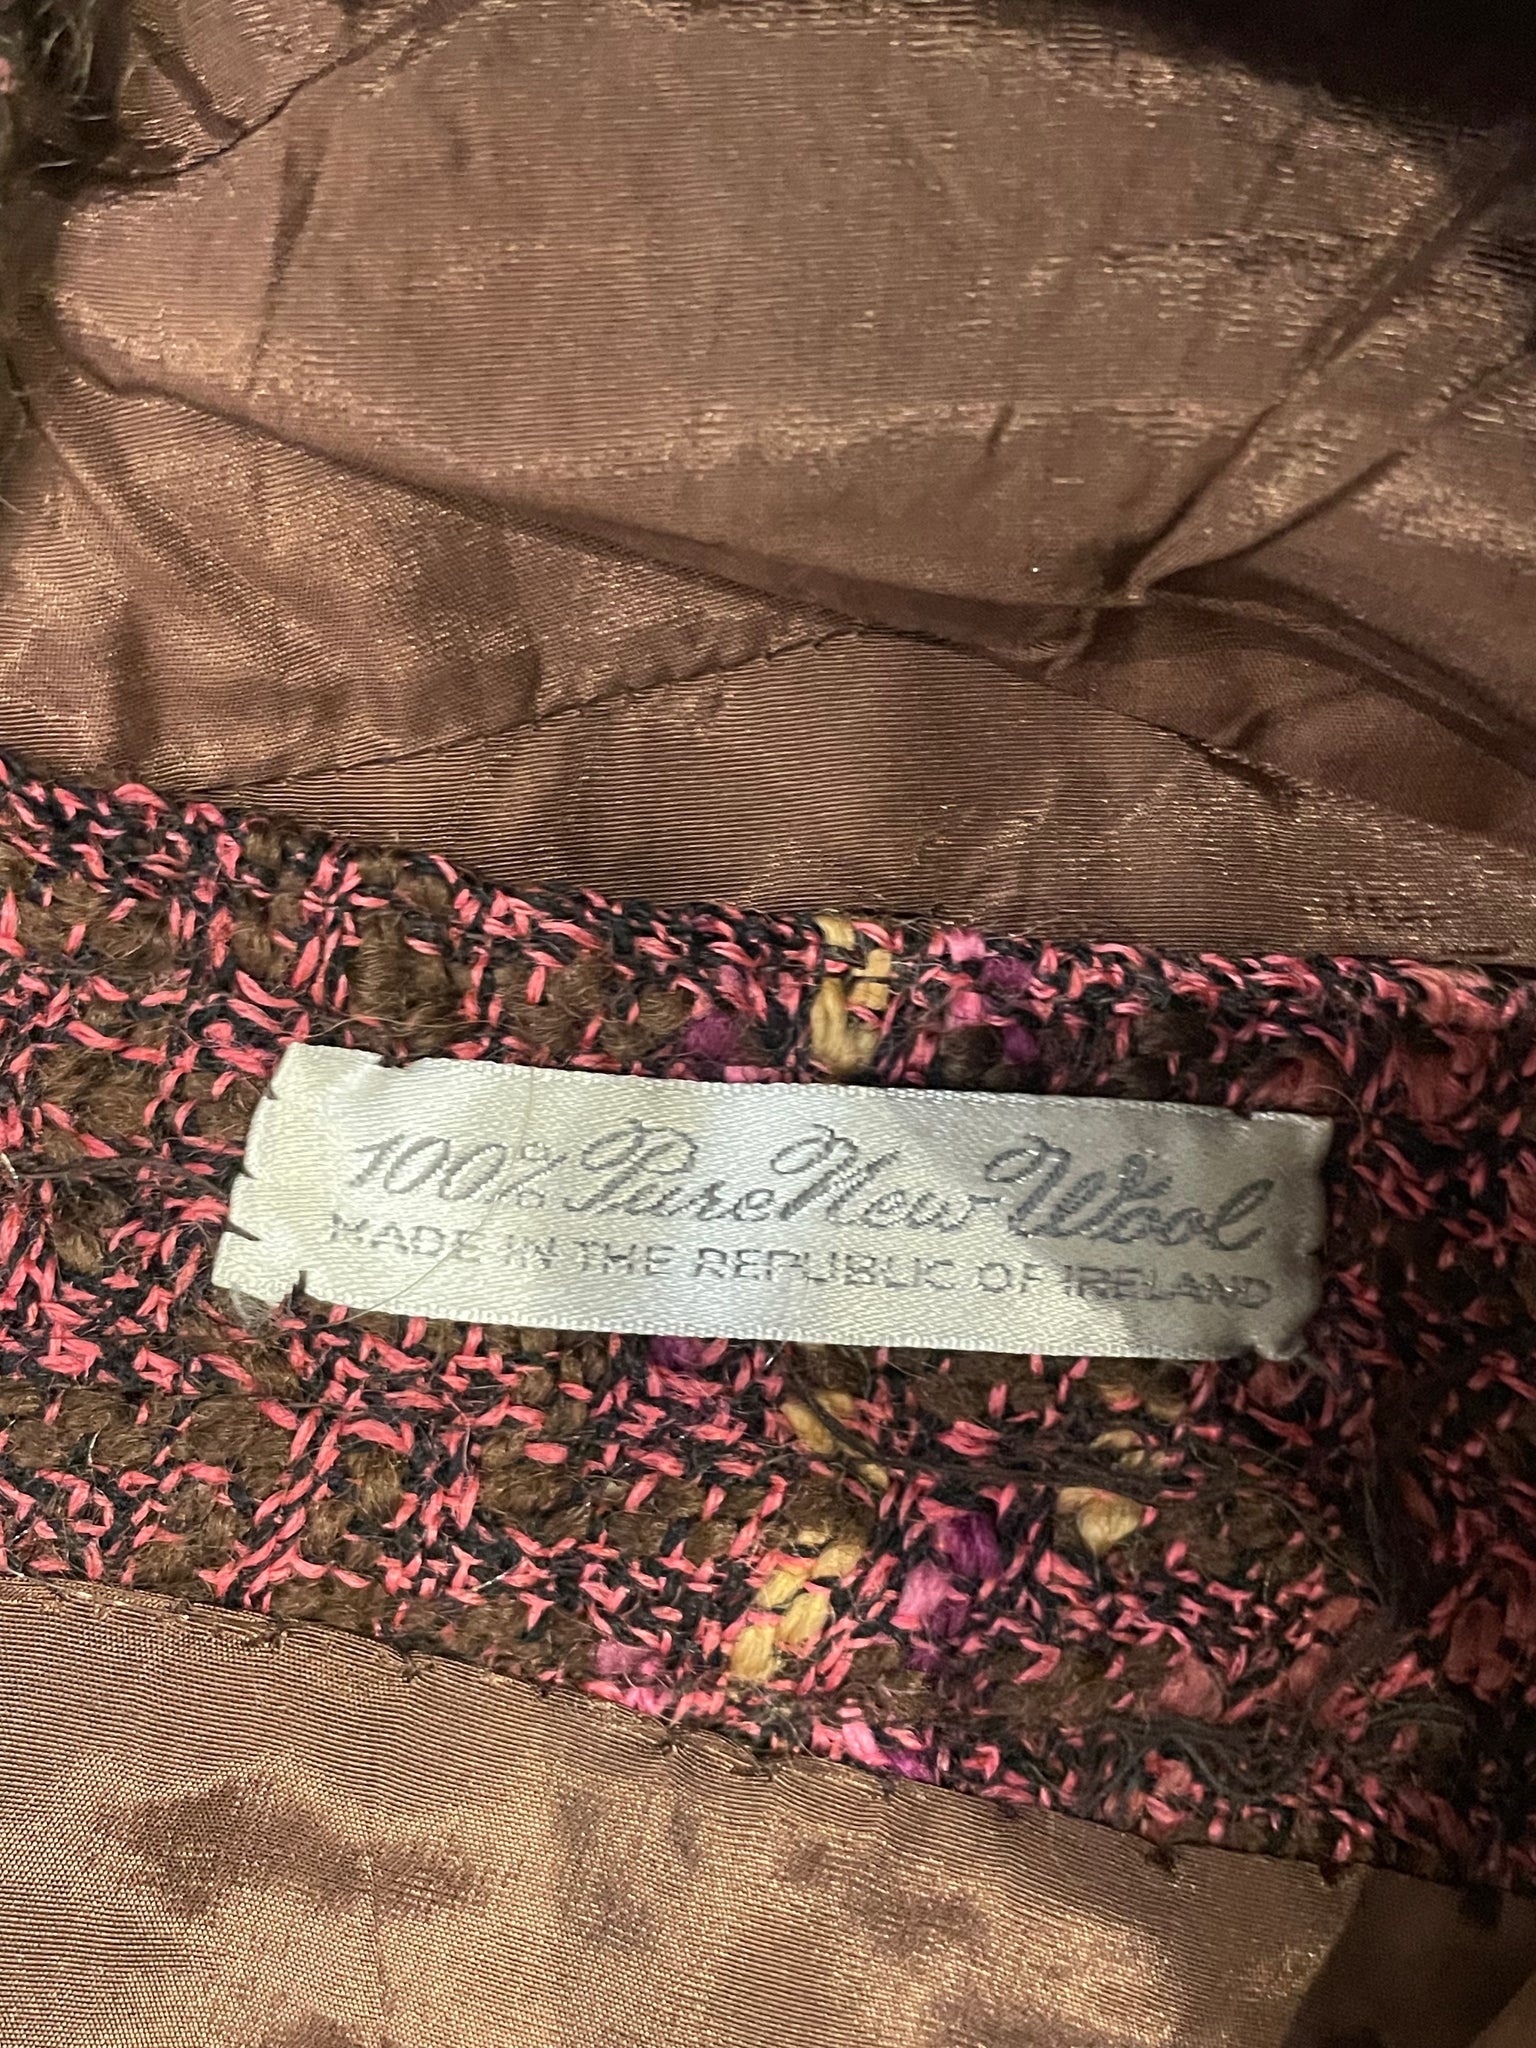 100% Pure New Wool
MADE IN THE REPUBLIC OF IRELAND